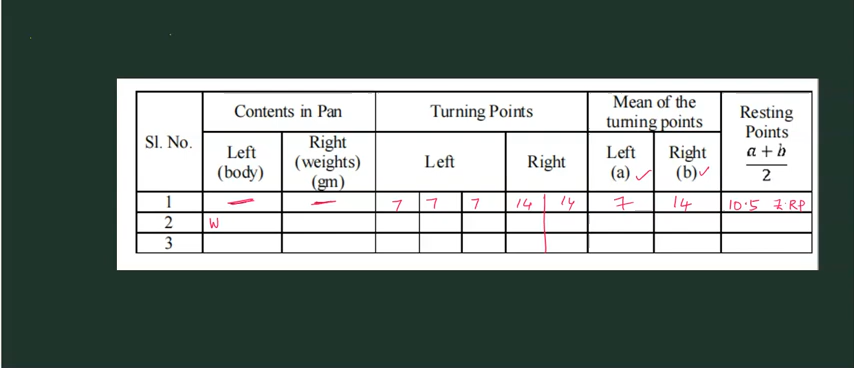 Sl. No. Contents in Pan Turning Points Mean of the turning points Resting Points a + b / 2
Left (body) Right (weights) (gm) Left Right Left (a) ✓ Right (b) ✓
1 — — 7 7 7 14 14 7 14 10.5 Z.RP
2 W
3